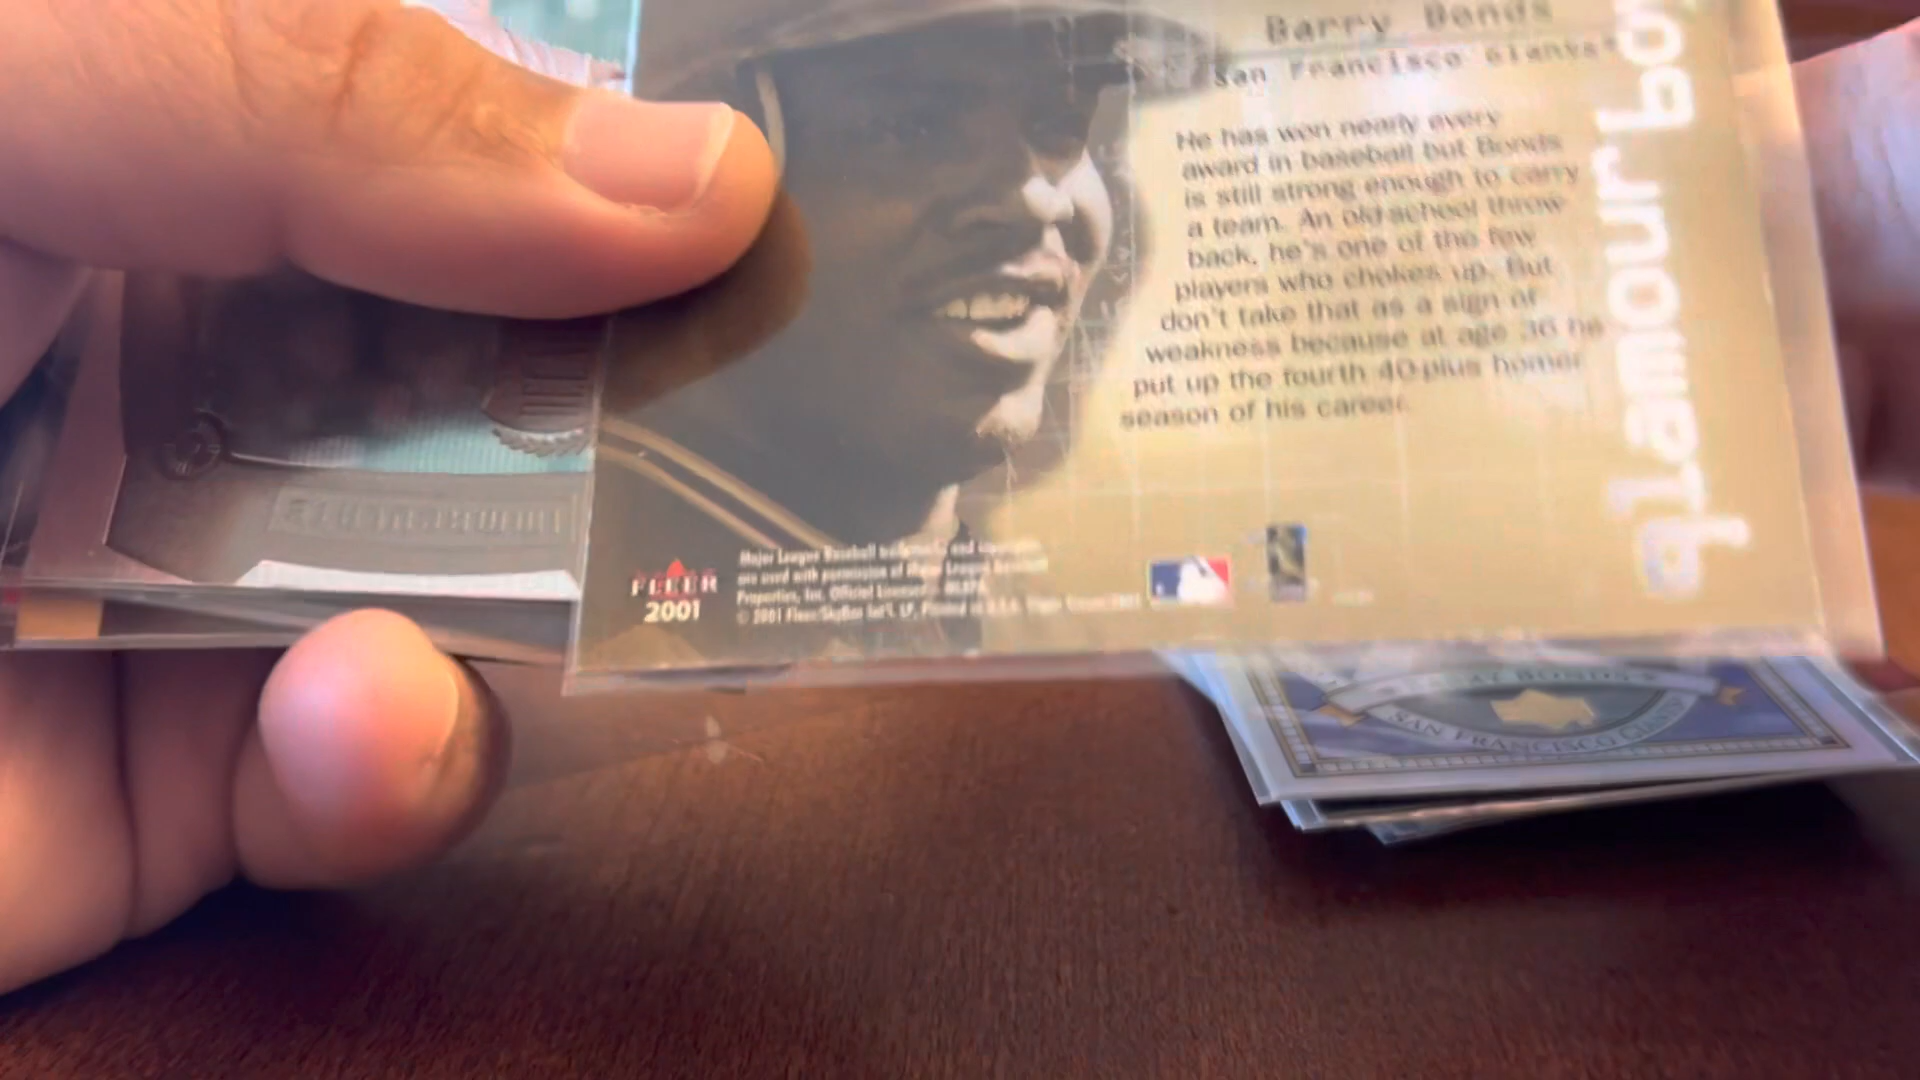 Barry Bonds
San Francisco Giants
He has won nearly every
award in baseball but Bonds
is still strong enough to carry
a team. An old-school throw-
back, he's one of the few
players who chokes up. But
don't take that as a sign of
weakness because at age 36 he
put up the fourth 40-plus homer
season of his career.
glamour bo
FLEER
2001
Major League Baseball trademarks and copyrights
are used with permission of Major League Baseball
Properties, Inc.
© 2001 Fleer/SkyBox Int'l. LP. Printed in U.S.A.
BONDS
SAN FRANCISCO GIANTS